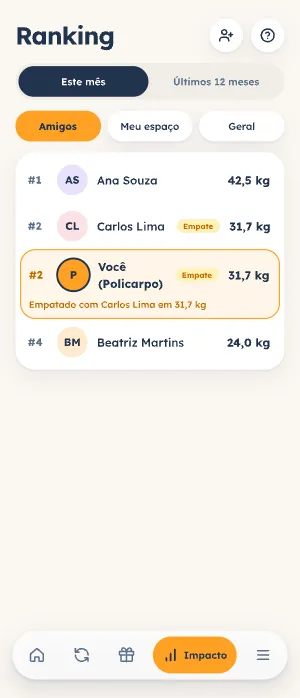 Ranking
Este mês
Últimos 12 meses
Amigos
Meu espaço
Geral
#1 AS Ana Souza 42,5 kg
#2 CL Carlos Lima Empate 31,7 kg
#2 P Você (Policarpo) Empate 31,7 kg
Empatado com Carlos Lima em 31,7 kg
#4 BM Beatriz Martins 24,0 kg
Impacto